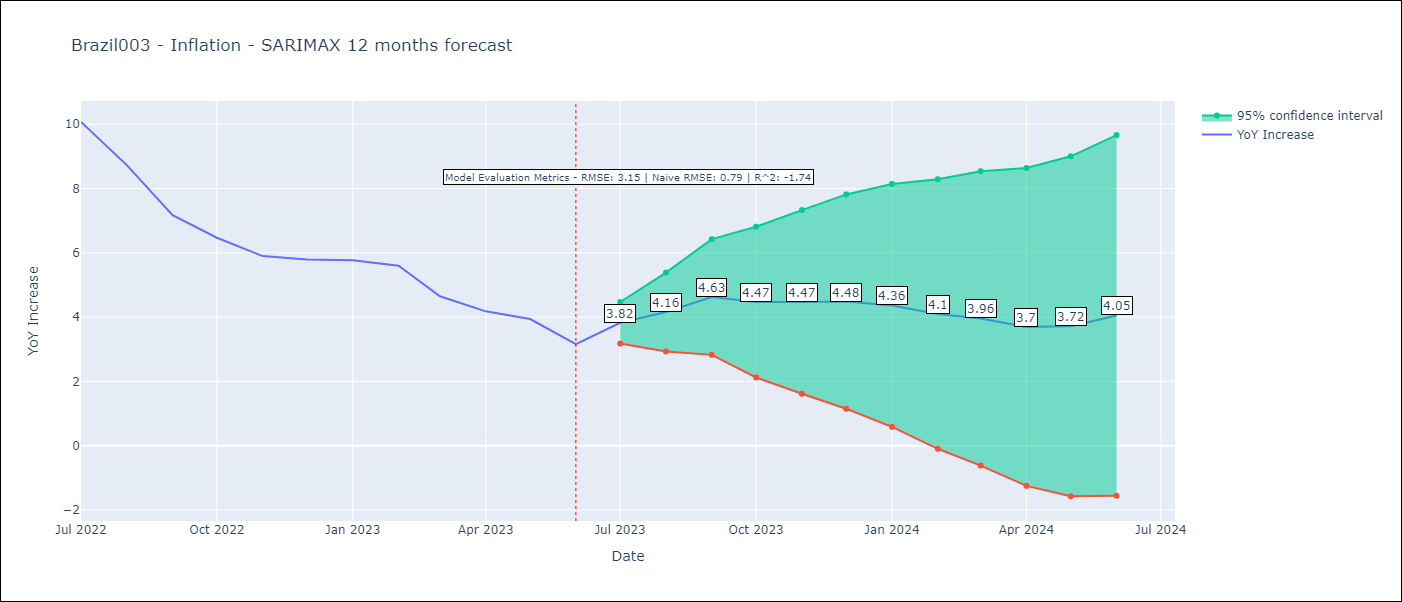 Brazil003 - Inflation - SARIMAX 12 months forecast
95% confidence interval
YoY Increase
Model Evaluation Metrics - RMSE: 3.15 | Naive RMSE: 0.79 | R^2: -1.74
10
8
6
4
2
0
−2
YoY Increase
3.82
4.16
4.63
4.47
4.47
4.48
4.36
4.1
3.96
3.7
3.72
4.05
Jul 2022
Oct 2022
Jan 2023
Apr 2023
Jul 2023
Oct 2023
Jan 2024
Apr 2024
Jul 2024
Date